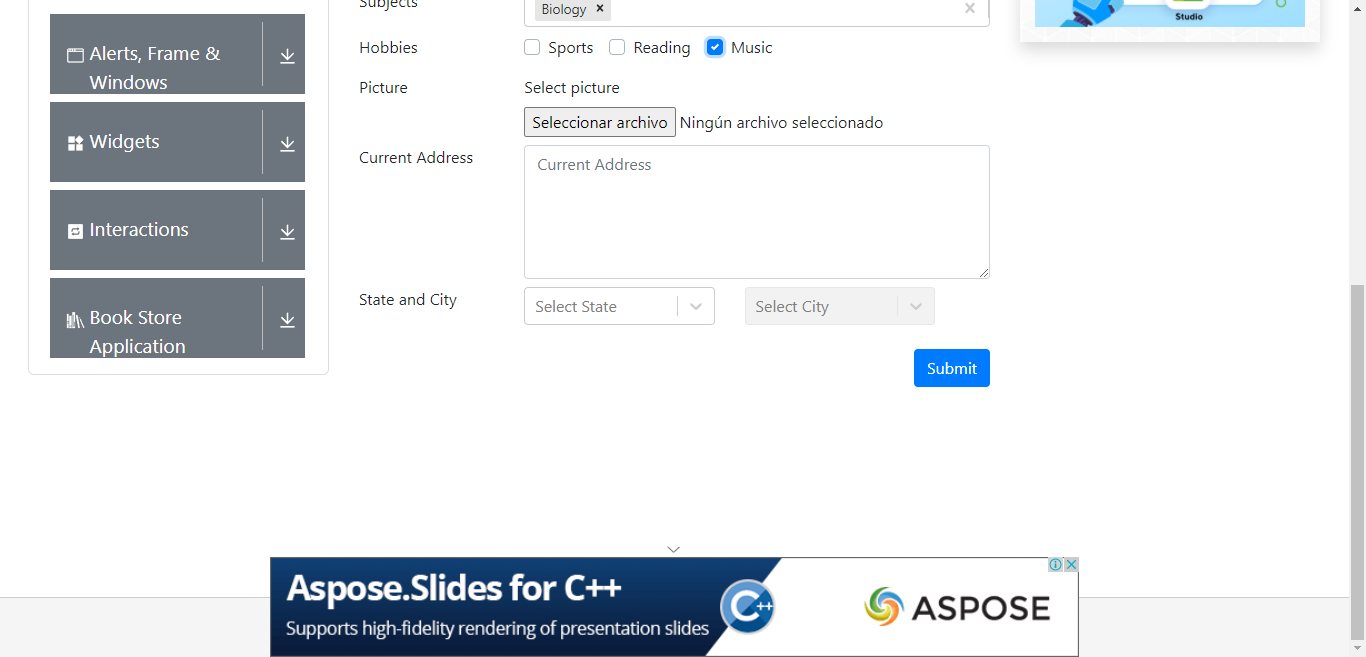 Subjects
Biology ×
Studio
Alerts, Frame &
Windows
Hobbies
Sports Reading Music
Picture
Select picture
Seleccionar archivo Ningún archivo seleccionado
Widgets
Current Address
Current Address
Interactions
Book Store
Application
State and City
Select State
Select City
Submit
Aspose.Slides for C++
Supports high-fidelity rendering of presentation slides
C++
ASPOSE